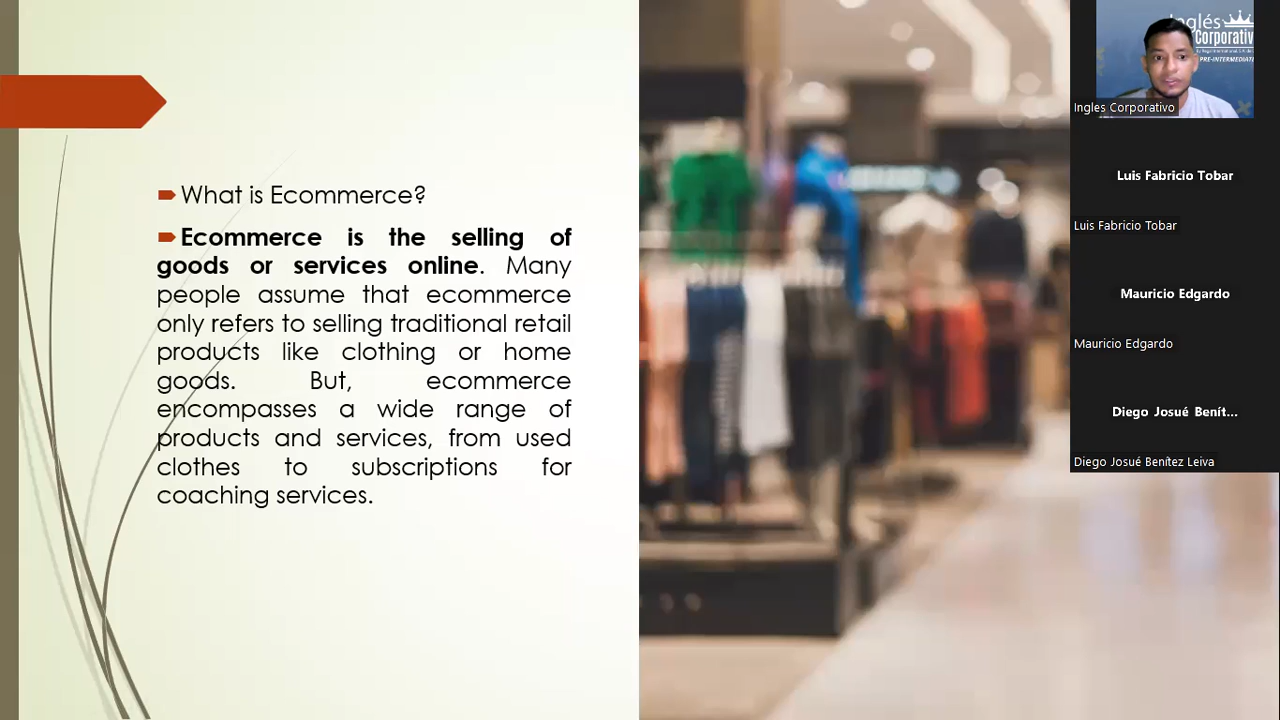 What is Ecommerce?
Ecommerce is the selling of
goods or services online. Many
people assume that ecommerce
only refers to selling traditional retail
products like clothing or home
goods. But, ecommerce
encompasses a wide range of
products and services, from used
clothes to subscriptions for
coaching services.
Inglés
Corporativ
PRE-INTERMEDIAT
Ingles Corporativo
Luis Fabricio Tobar
Luis Fabricio Tobar
Mauricio Edgardo
Mauricio Edgardo
Diego Josué Benít...
Diego Josué Benítez Leiva